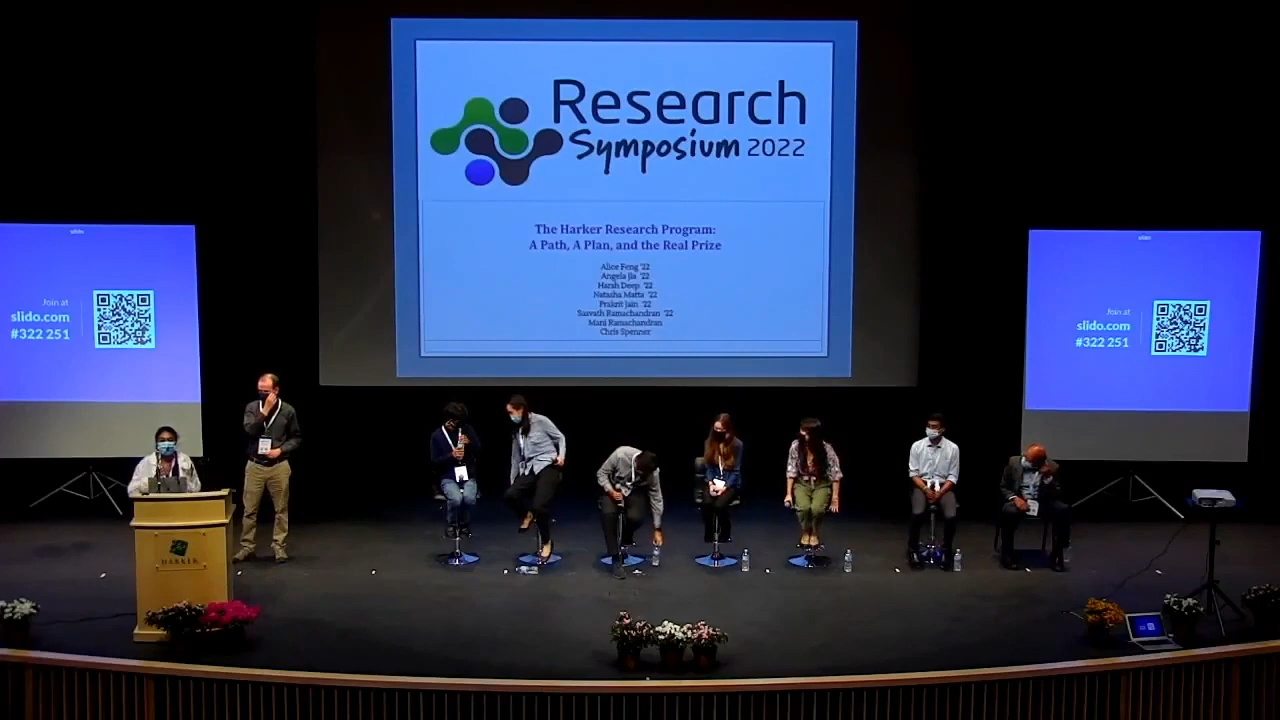 Research
Symposium 2022
The Harker Research Program:
A Path, A Plan, and the Real Prize
Alice Feng '22
Angela Jia '22
Harsh Deep '22
Natasha Matta '22
Prakrit Jain '22
Sasvath Ramachandran '22
Mani Ramachandran
Chris Spenner
slido
Join at
slido.com
#322 251
slido
Join at
slido.com
#322 251
HARKER